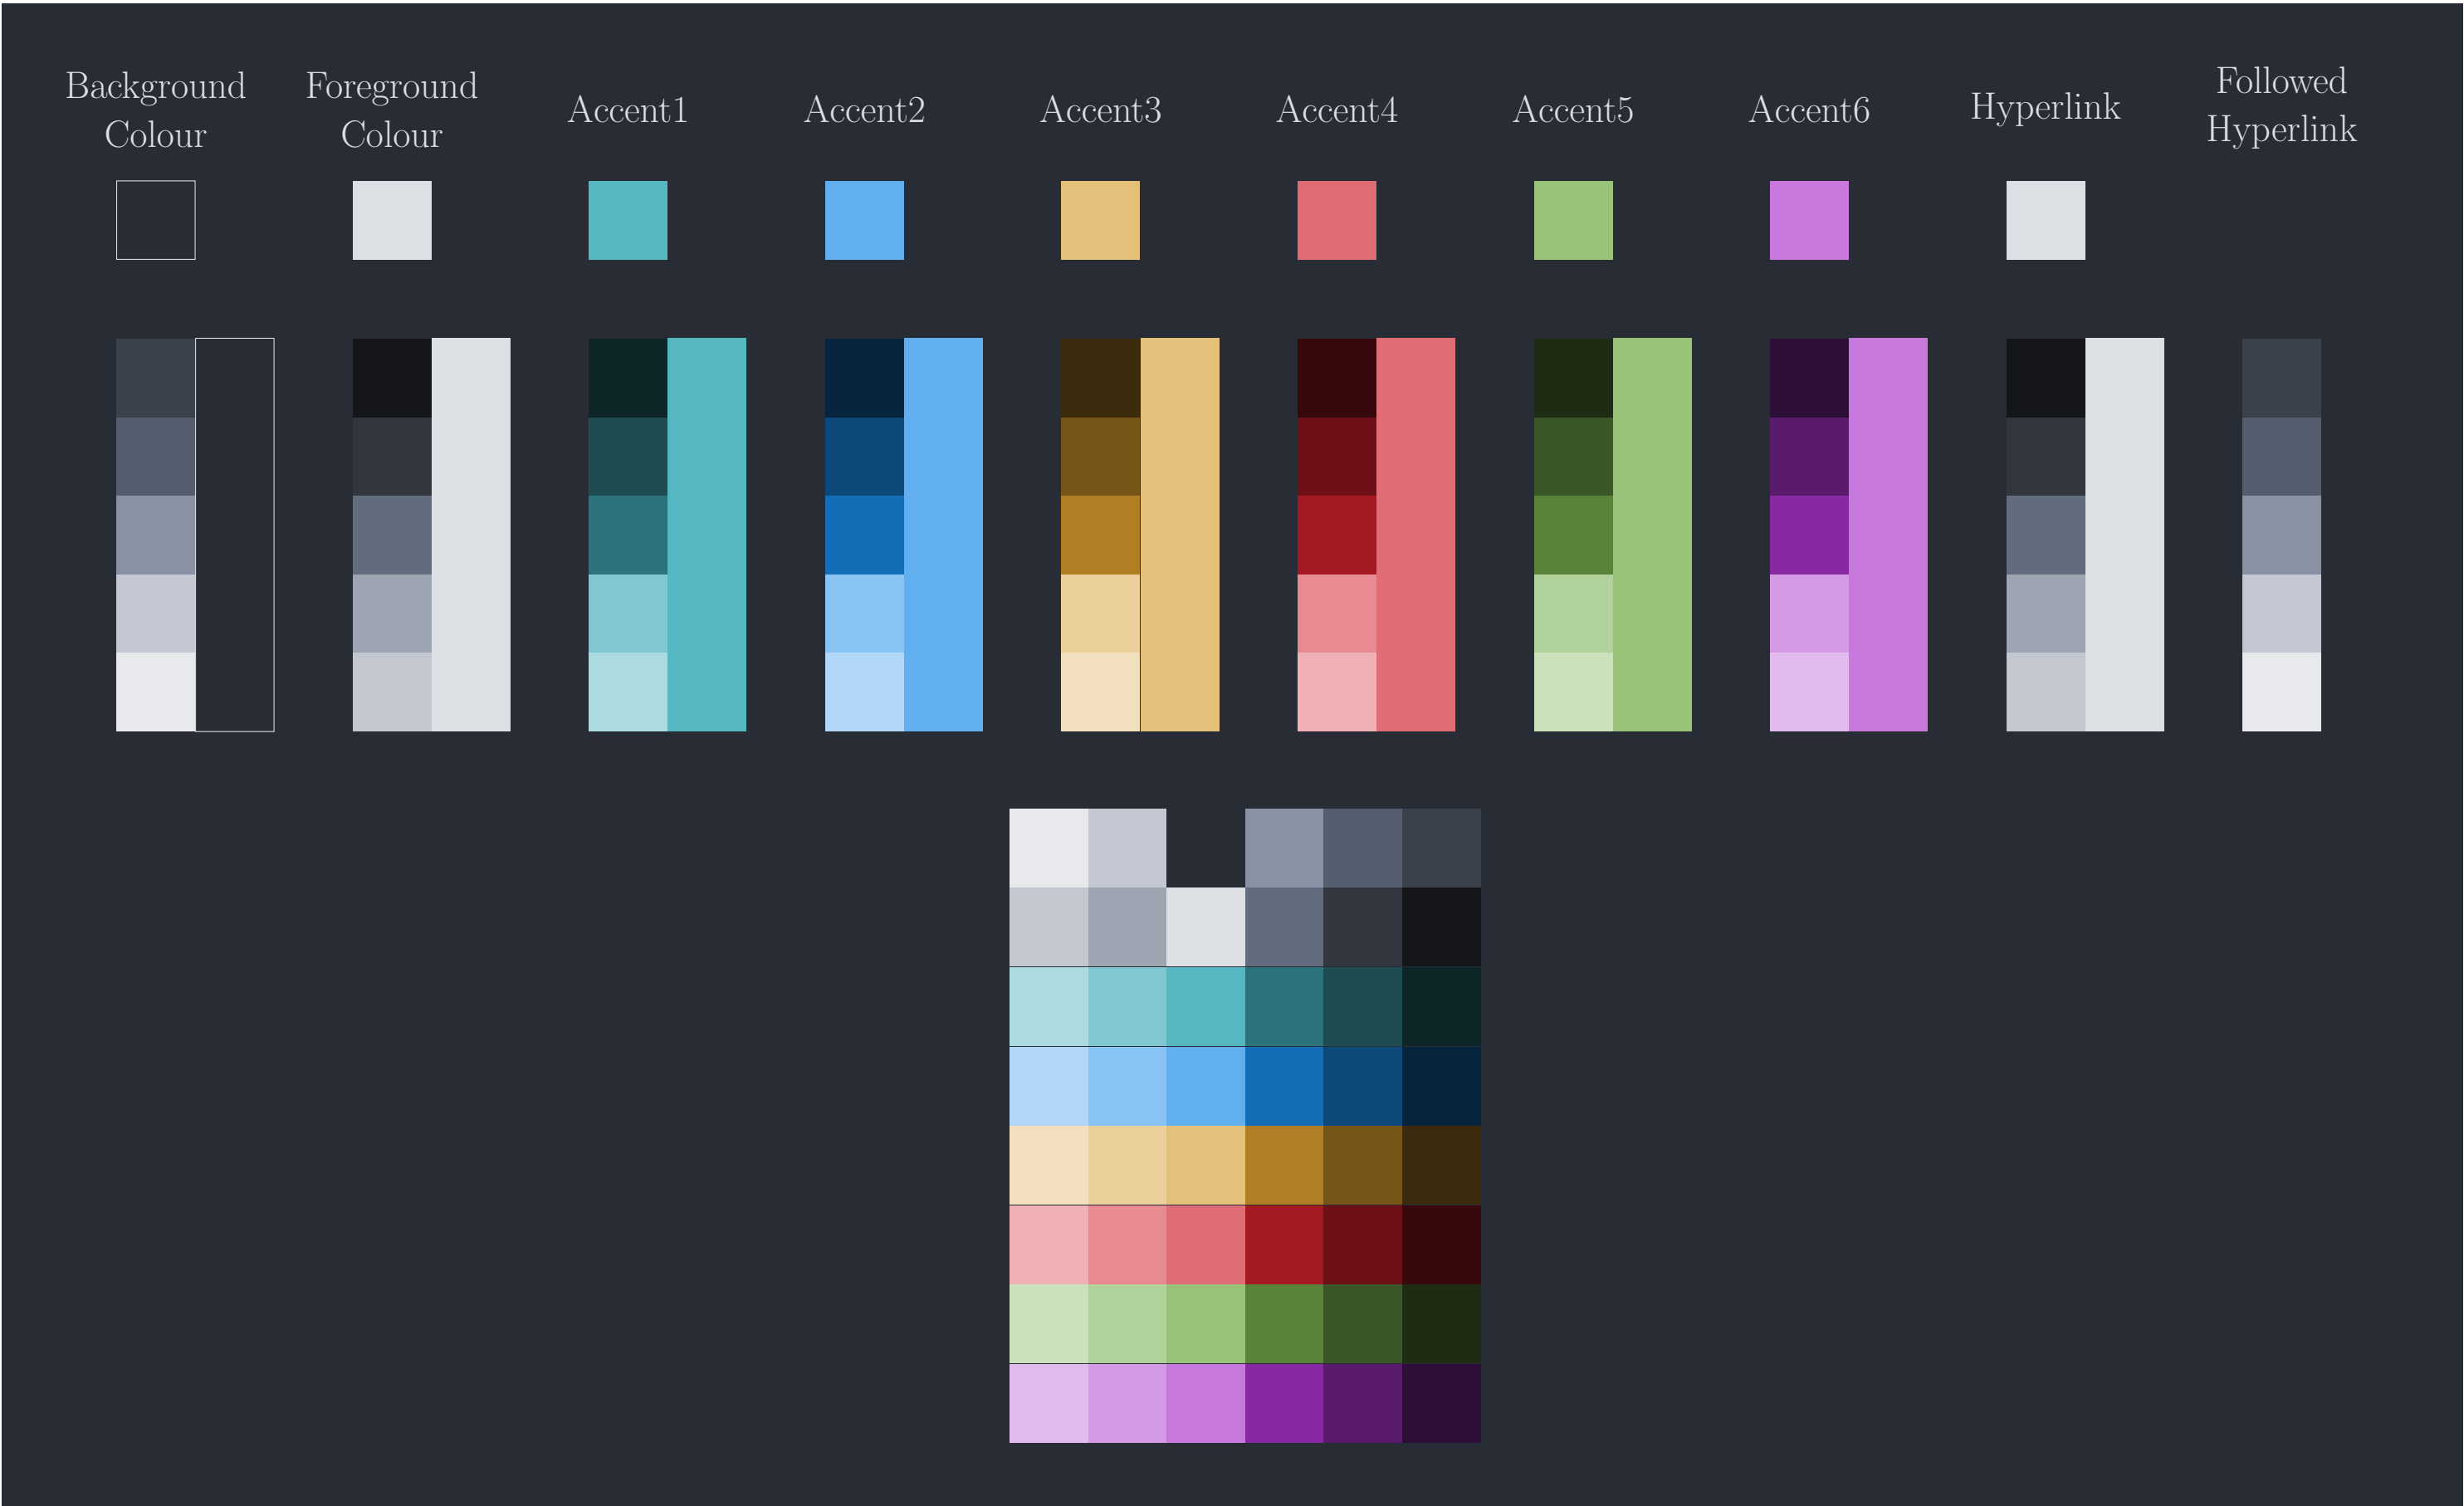 Background
Colour
Foreground
Colour
Accent1
Accent2
Accent3
Accent4
Accent5
Accent6
Hyperlink
Followed
Hyperlink